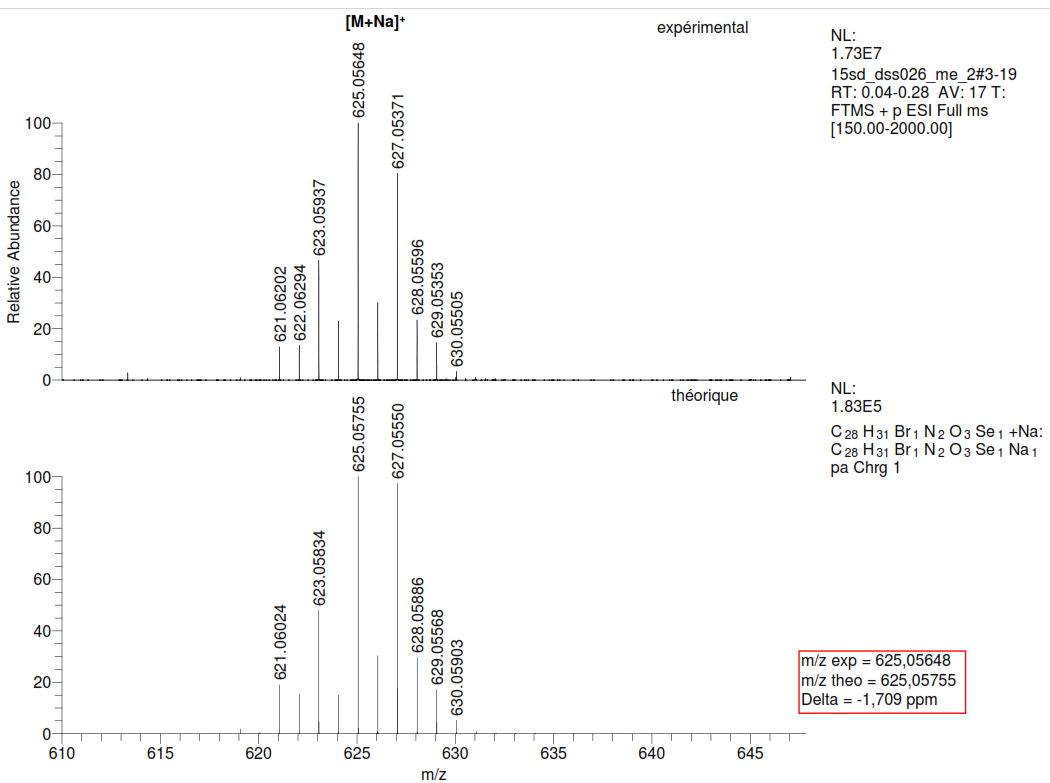 [M+Na]+
expérimental
NL:
1.73E7
15sd_dss026_me_2#3-19
RT: 0.04-0.28 AV: 17 T:
FTMS + p ESI Full ms
[150.00-2000.00]
625.05648
627.05371
623.05937
628.05596
621.06202
622.06294
629.05353
630.05505
Relative Abundance
100
80
60
40
20
0
théorique
NL:
1.83E5
C 28 H 31 Br 1 N 2 O 3 Se 1 +Na:
C 28 H 31 Br 1 N 2 O 3 Se 1 Na 1
pa Chrg 1
625.05755
627.05550
623.05834
621.06024
628.05886
629.05568
630.05903
100
80
60
40
20
0
m/z exp = 625,05648
m/z theo = 625,05755
Delta = -1,709 ppm
610 615 620 625 630 635 640 645
m/z